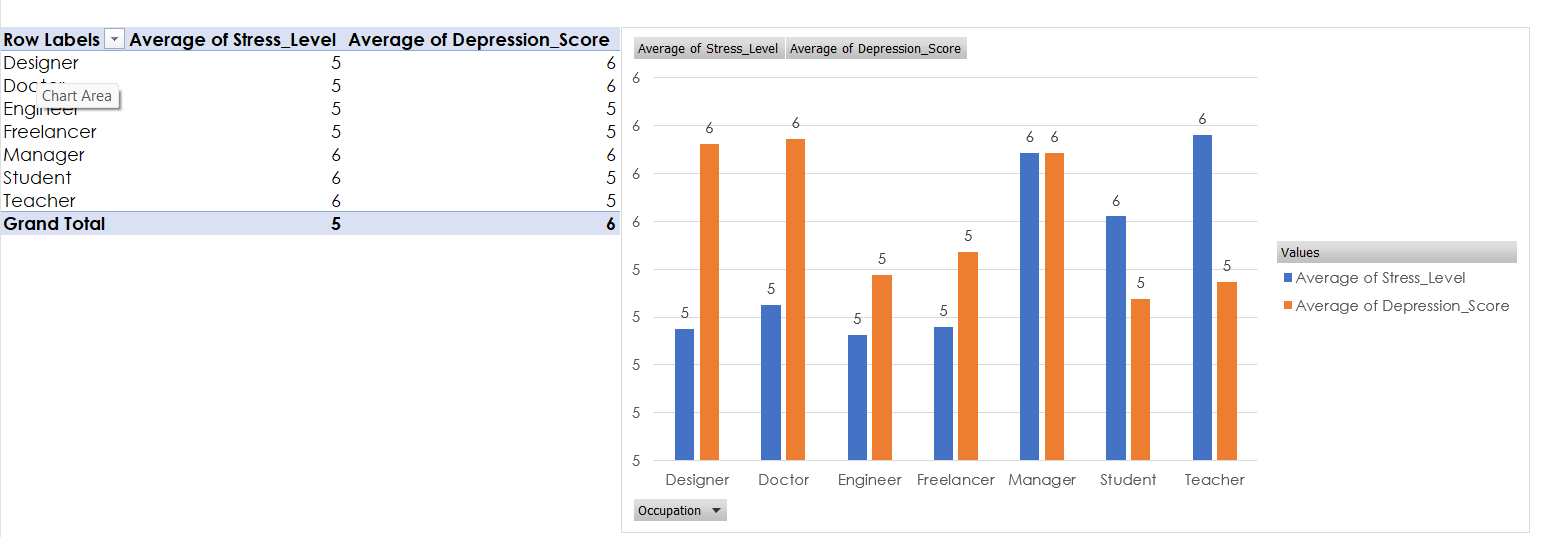 Row Labels Average of Stress_Level Average of Depression_Score
Designer 5 6
5 6
Chart Area
Engineer 5 5
Freelancer 5 5
Manager 6 6
Student 6 5
Teacher 6 5
Grand Total 5 6
Average of Stress_Level Average of Depression_Score
6
6
6
6
5
5
5
5
5
5 6
5 6
5 5
5 5
6 6
6 5
6 5
Designer Doctor Engineer Freelancer Manager Student Teacher
Occupation
Values
Average of Stress_Level
Average of Depression_Score